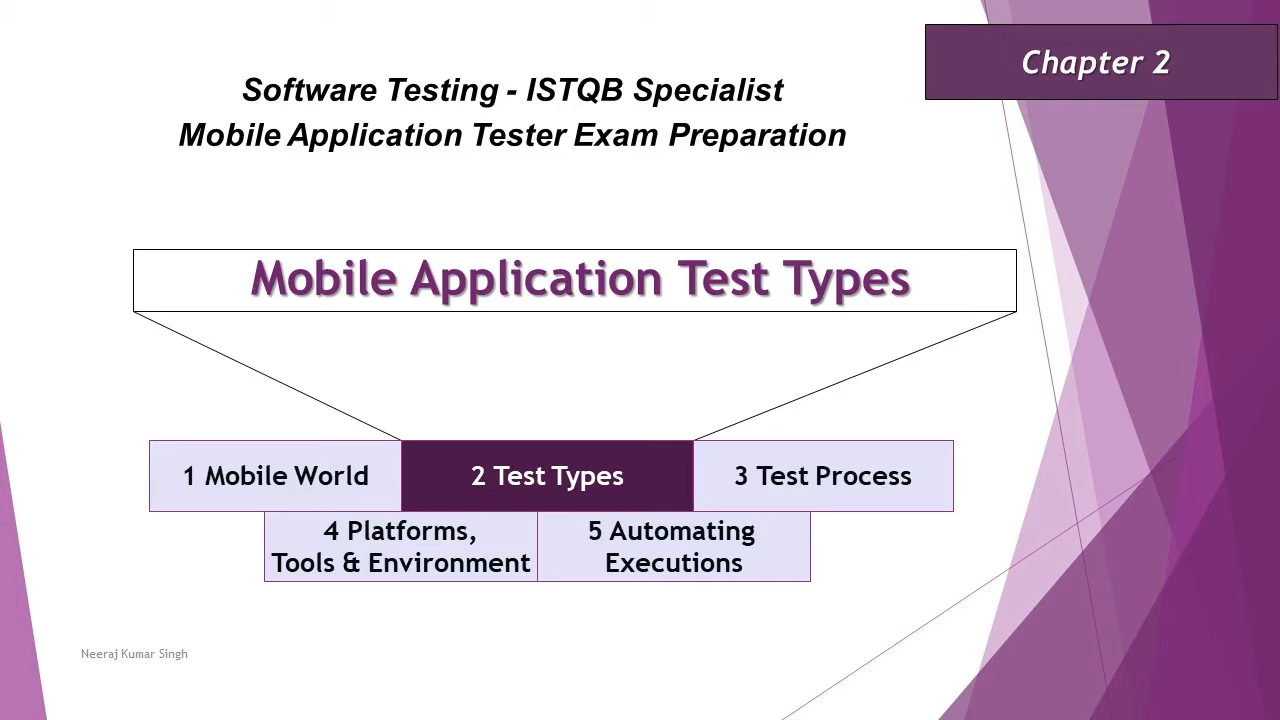 Chapter 2
Software Testing - ISTQB Specialist
Mobile Application Tester Exam Preparation
Mobile Application Test Types
1 Mobile World
2 Test Types
3 Test Process
4 Platforms,
Tools & Environment
5 Automating
Executions
Neeraj Kumar Singh